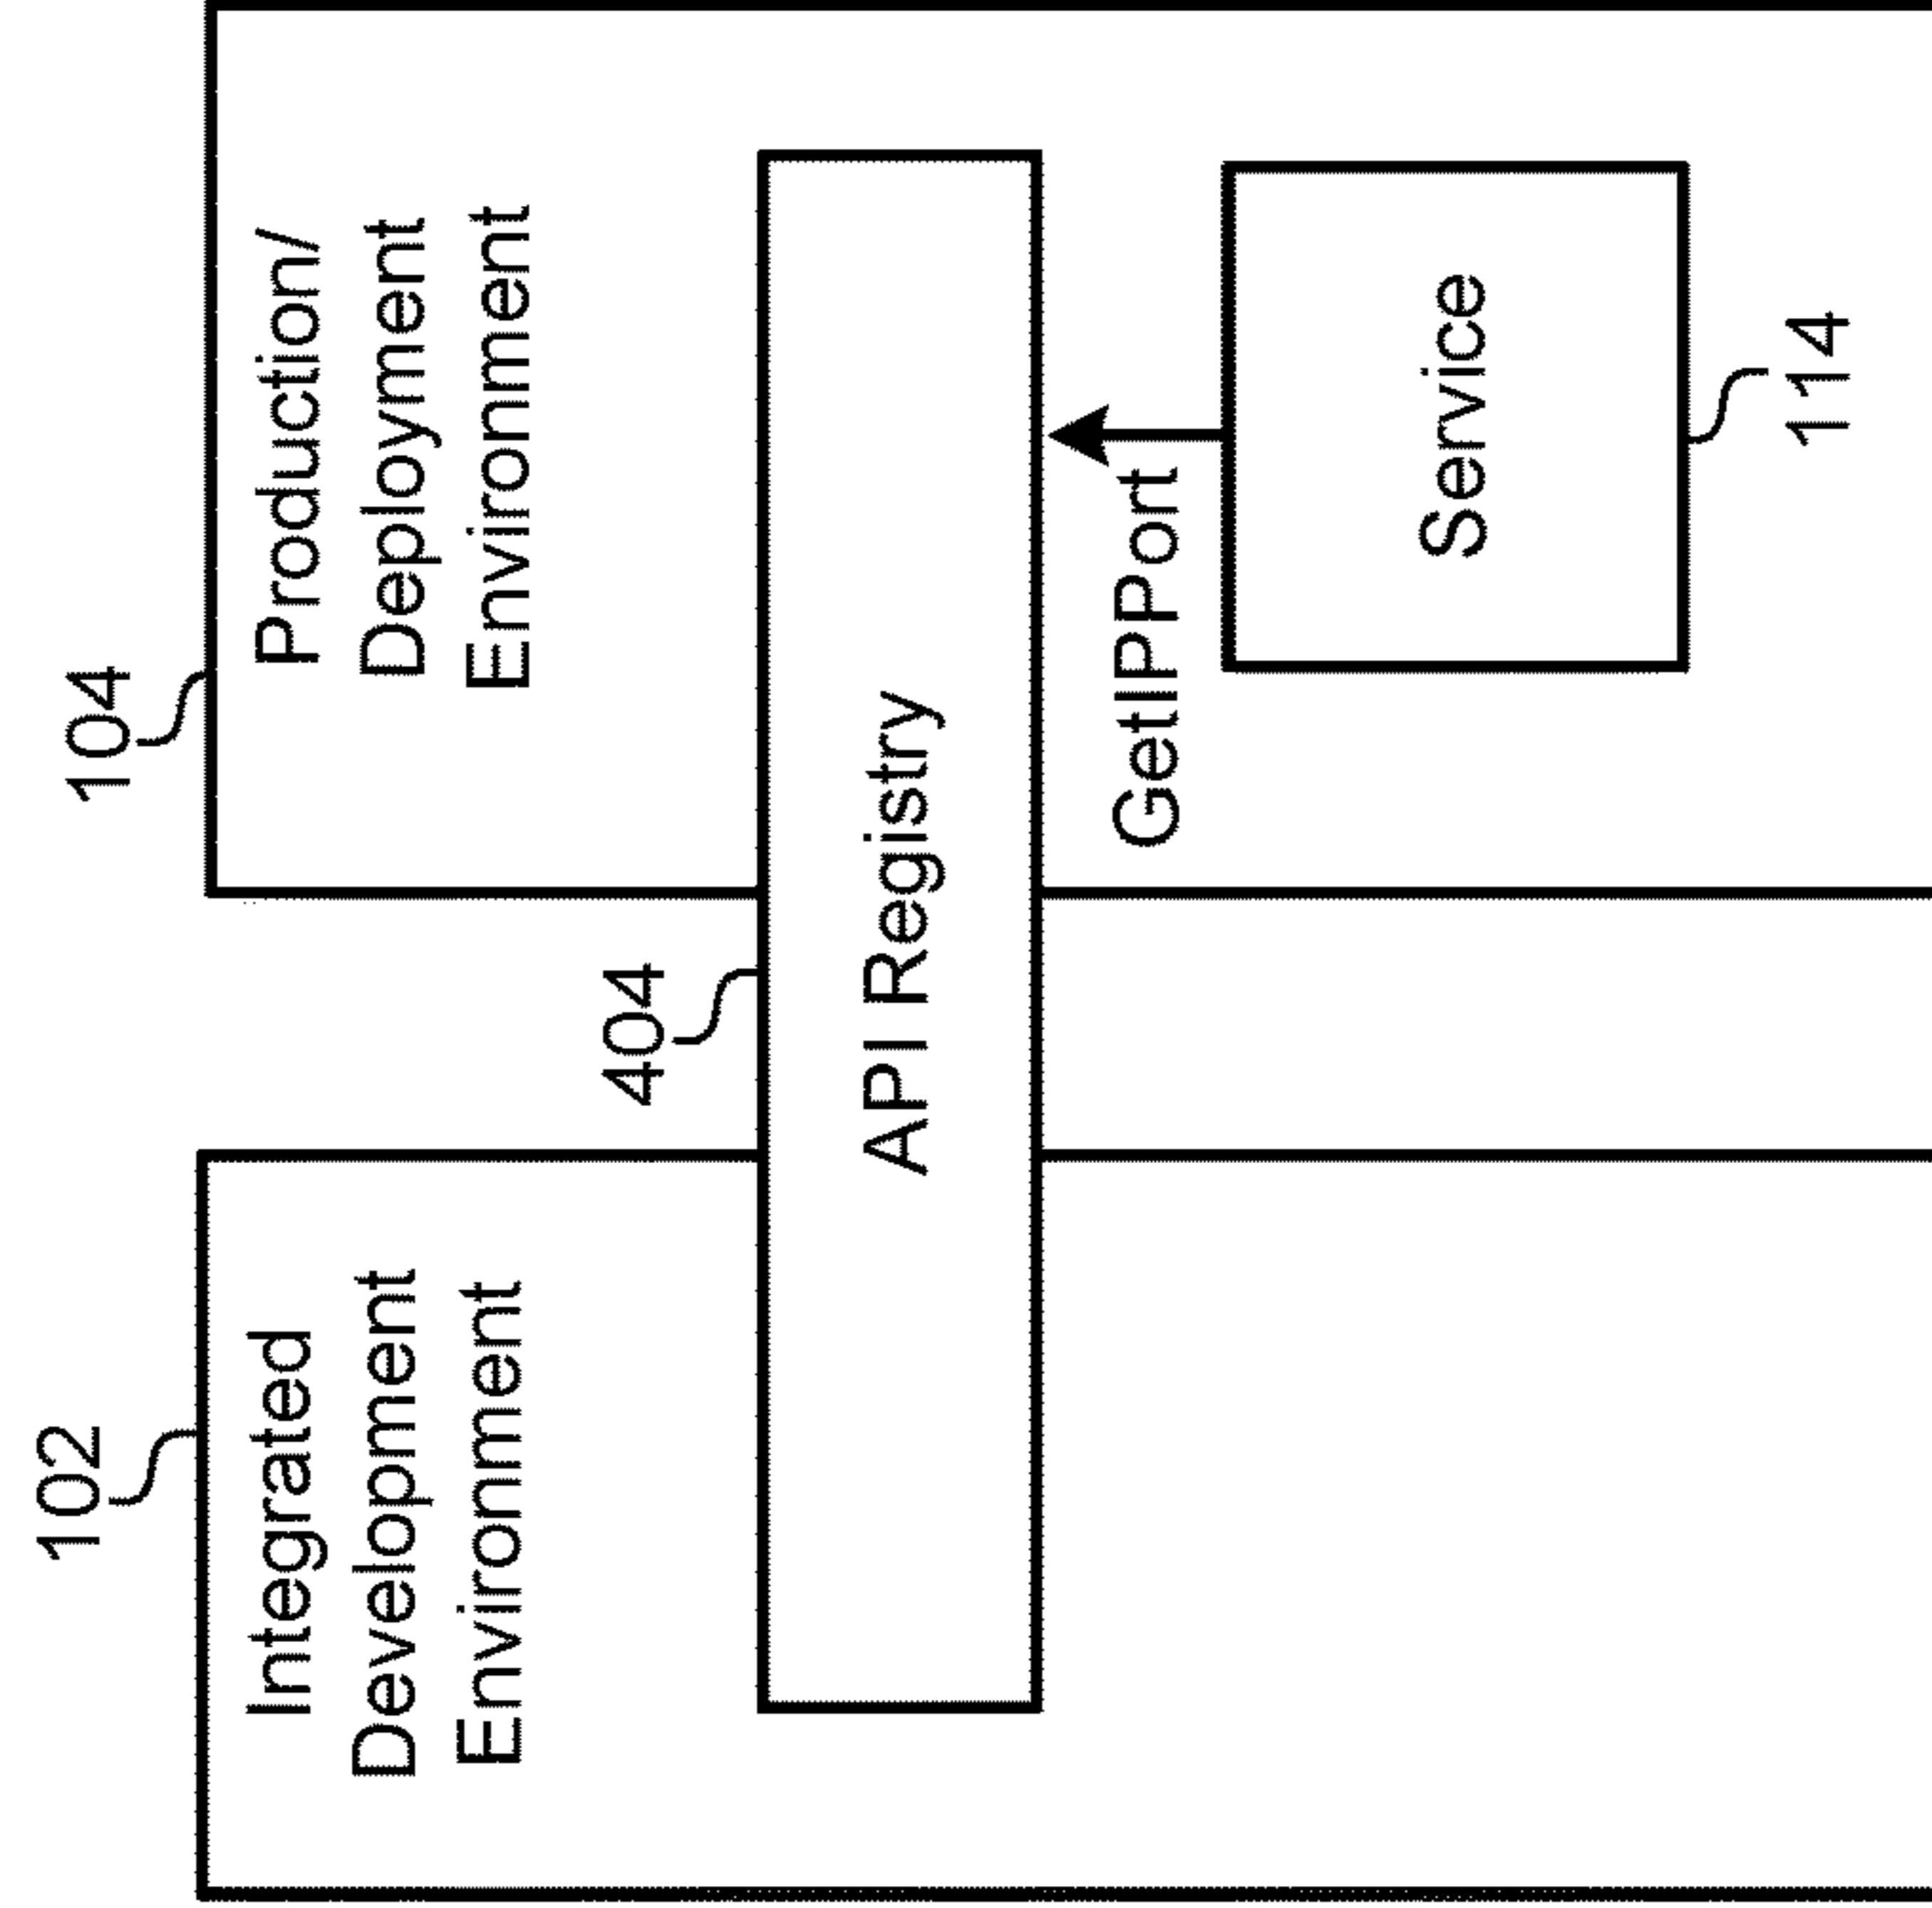 102
Integrated
Development
Environment
104
Production/
Deployment
Environment
404
API Registry
GetIPPort
Service
114